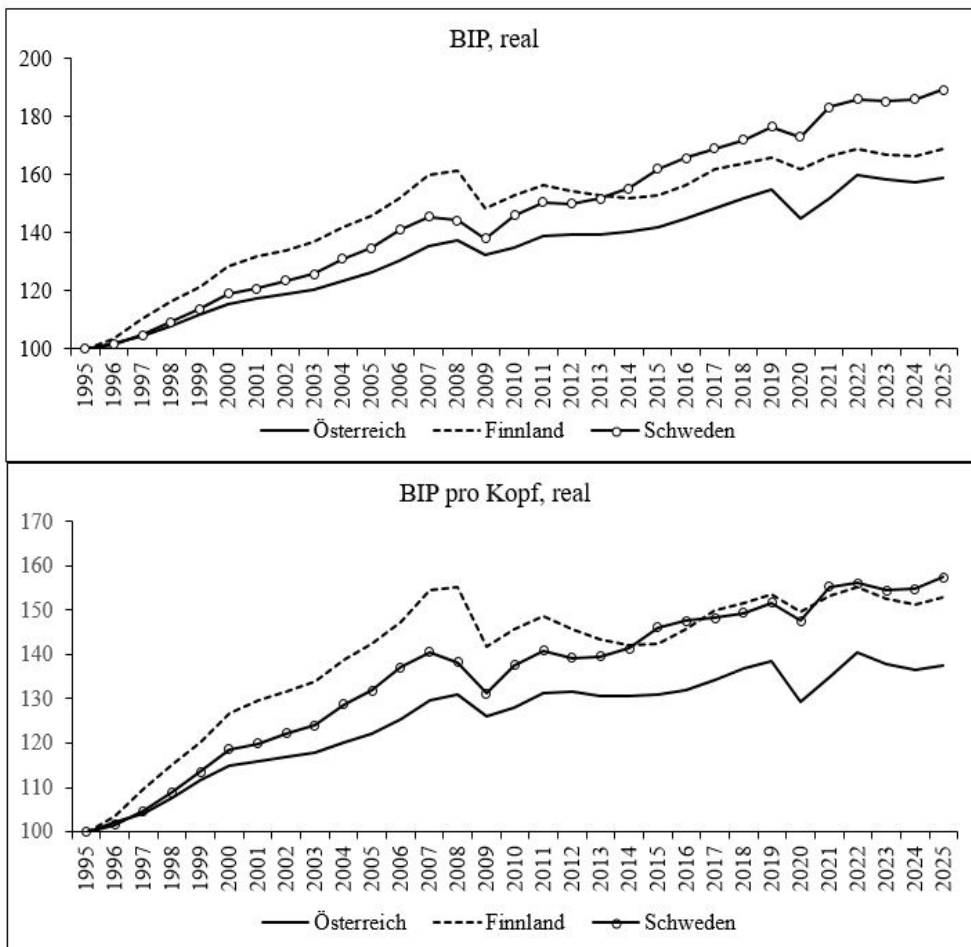 BIP, real
200
180
160
140
120
100
1995 1996 1997 1998 1999 2000 2001 2002 2003 2004 2005 2006 2007 2008 2009 2010 2011 2012 2013 2014 2015 2016 2017 2018 2019 2020 2021 2022 2023 2024 2025
Österreich Finnland Schweden
BIP pro Kopf, real
170
160
150
140
130
120
110
100
1995 1996 1997 1998 1999 2000 2001 2002 2003 2004 2005 2006 2007 2008 2009 2010 2011 2012 2013 2014 2015 2016 2017 2018 2019 2020 2021 2022 2023 2024 2025
Österreich Finnland Schweden